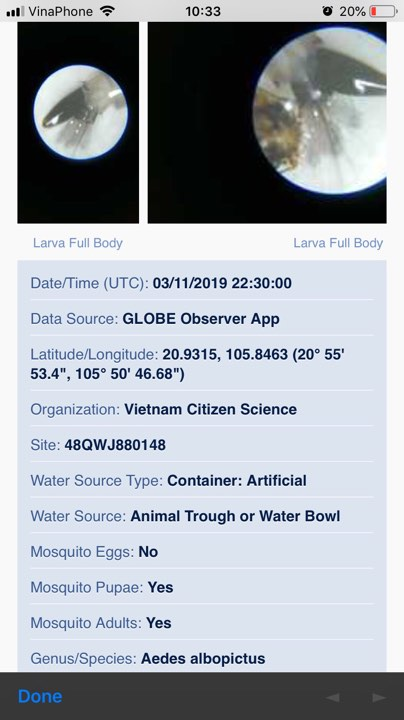 VinaPhone 10:33 20%
Larva Full Body Larva Full Body
Date/Time (UTC): 03/11/2019 22:30:00
Data Source: GLOBE Observer App
Latitude/Longitude: 20.9315, 105.8463 (20° 55'
53.4", 105° 50' 46.68")
Organization: Vietnam Citizen Science
Site: 48QWJ880148
Water Source Type: Container: Artificial
Water Source: Animal Trough or Water Bowl
Mosquito Eggs: No
Mosquito Pupae: Yes
Mosquito Adults: Yes
Genus/Species: Aedes albopictus
Done